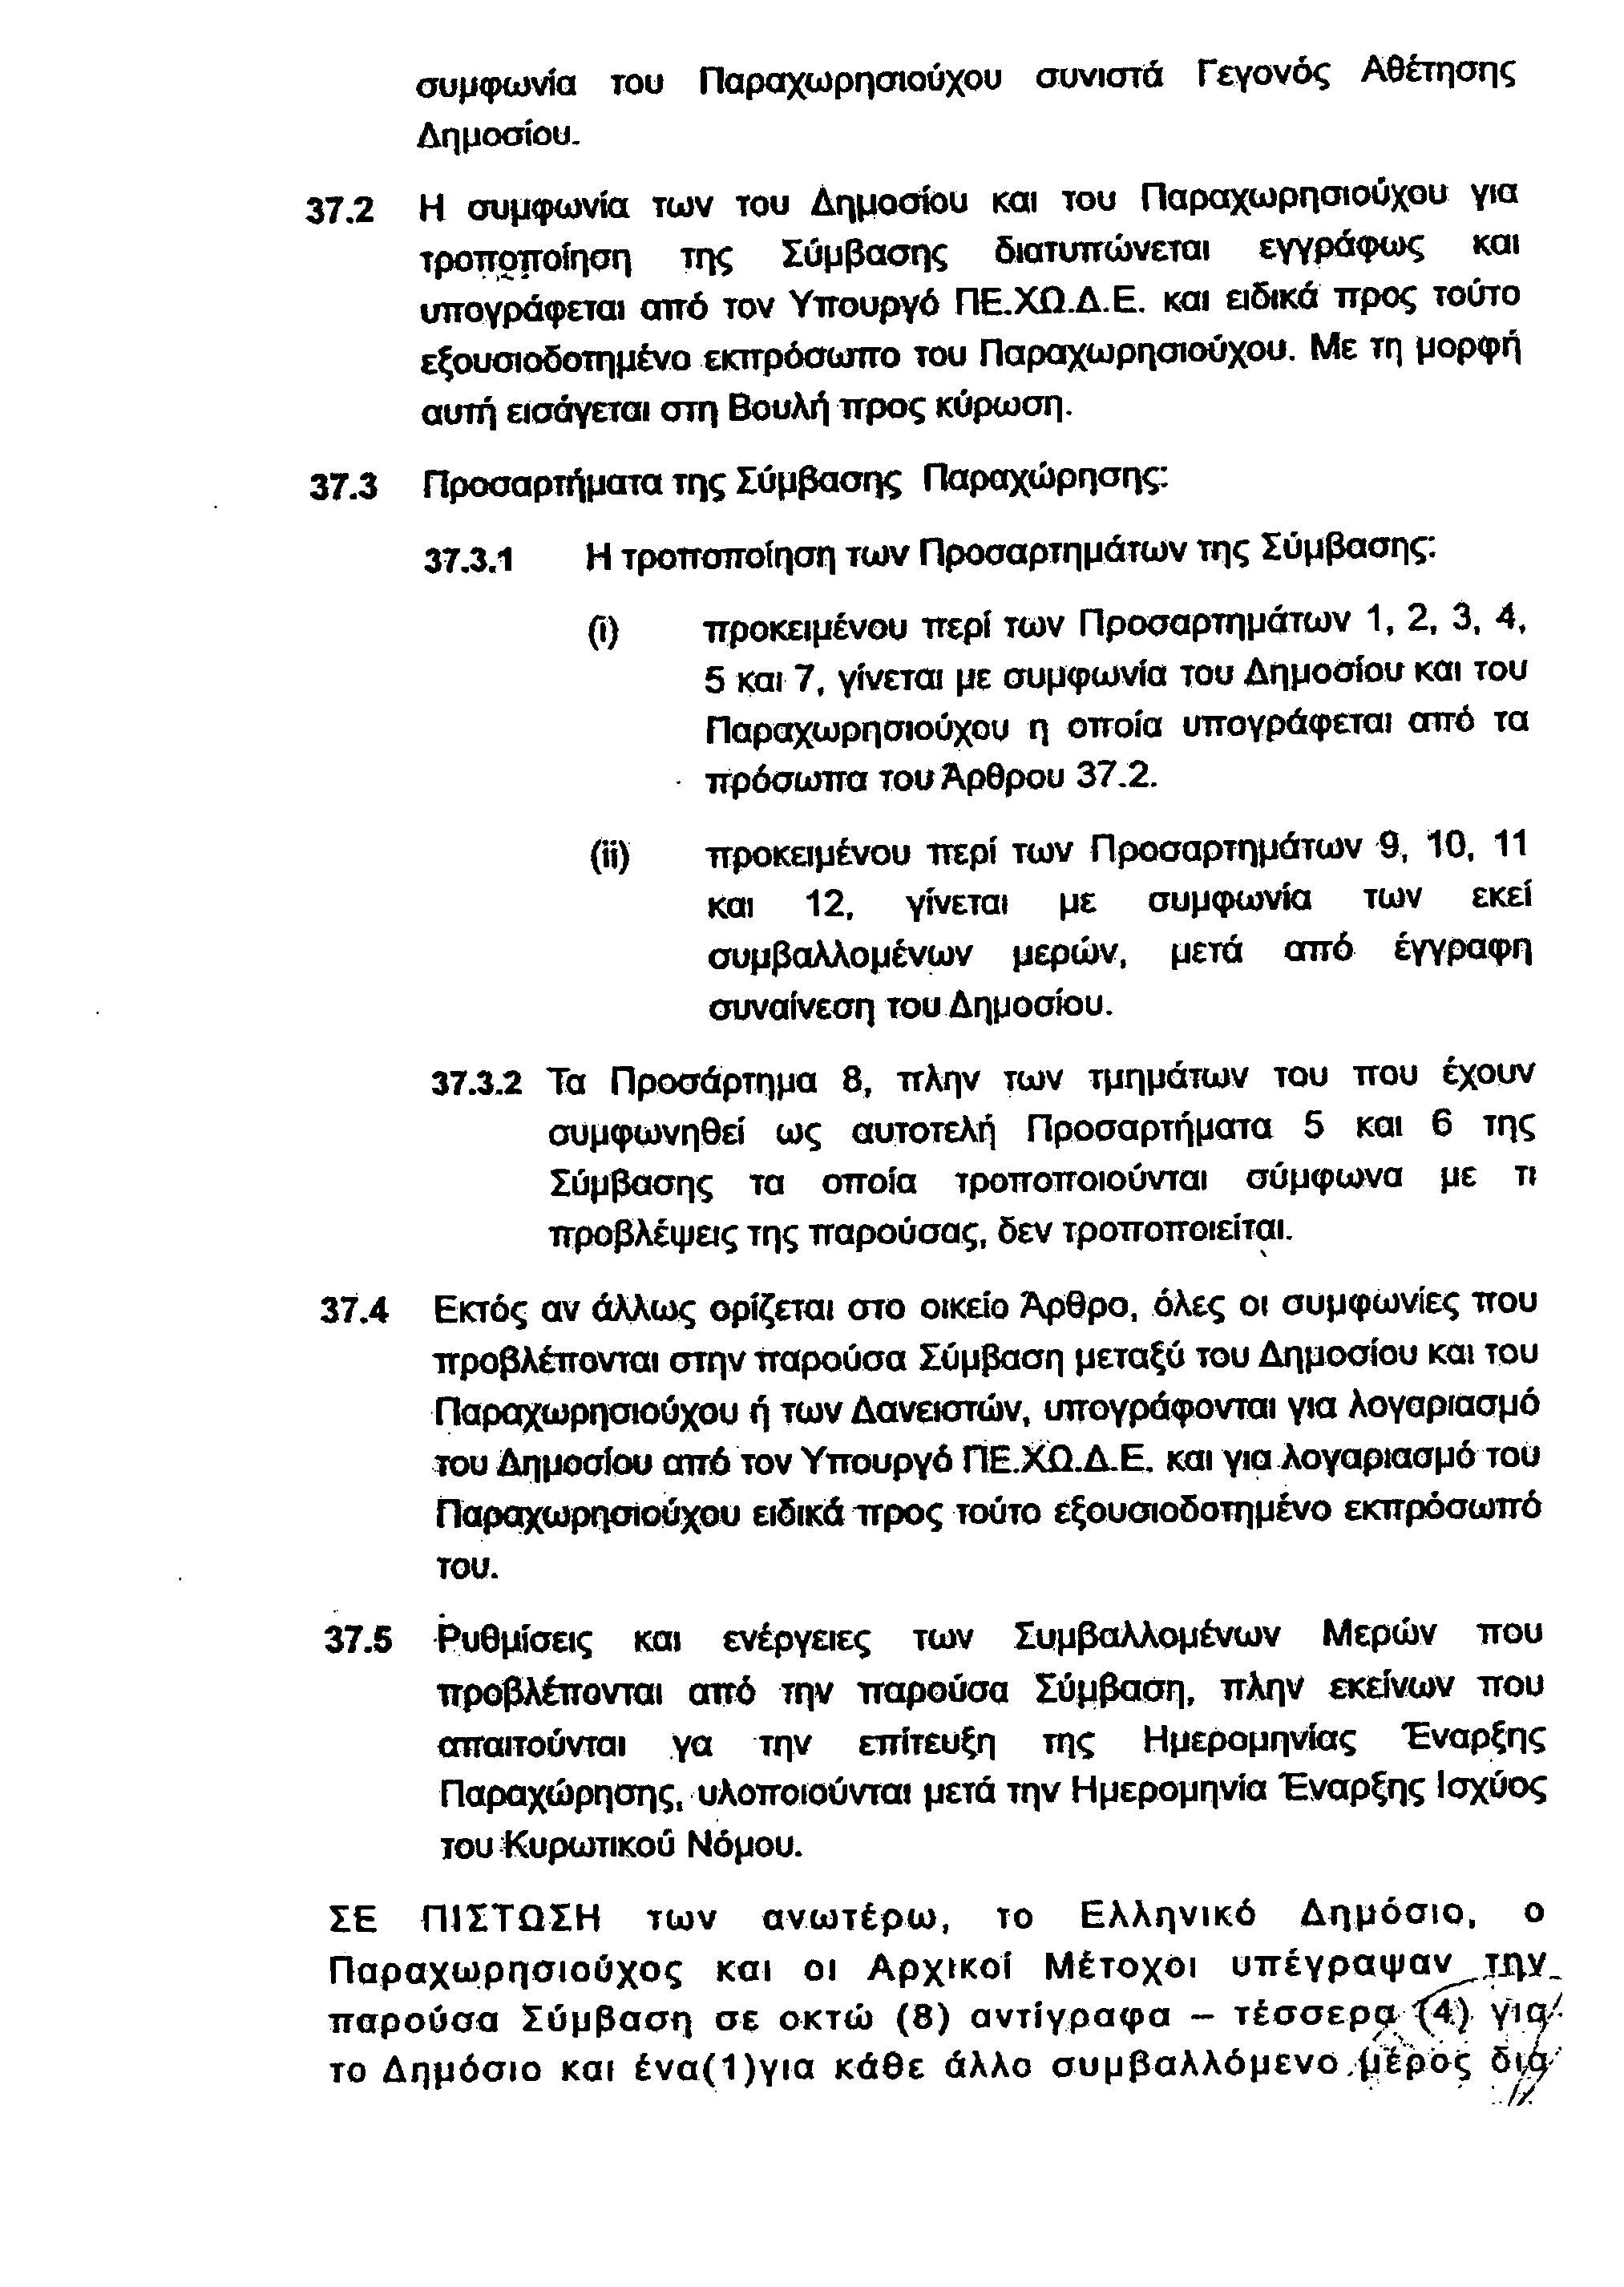 συμφωνία του Παραχωρησιούχου συνιστά Γεγονός Αθέτησης
Δημοσίου.
37.2 Η συμφωνία των του Δημοσίου και του Παραχωρησιούχου για
τροποποίηση της Σύμβασης διατυπώνεται εγγράφως και
υπογράφεται από τον Υπουργό ΠΕ.ΧΩ.Δ.Ε. και ειδικά προς τούτο
εξουσιοδοτημένο εκπρόσωπο του Παραχωρησιούχου. Με τη μορφή
αυτή εισάγεται στη Βουλή προς κύρωση.
37.3 Προσαρτήματα της Σύμβασης Παραχώρησης:
37.3.1 Η τροποποίηση των Προσαρτημάτων της Σύμβασης:
(i) προκειμένου περί των Προσαρτημάτων 1, 2, 3, 4,
5 και 7, γίνεται με συμφωνία του Δημοσίου και του
Παραχωρησιούχου η οποία υπογράφεται από τα
πρόσωπα του Άρθρου 37.2.
(ii) προκειμένου περί των Προσαρτημάτων 9, 10, 11
και 12, γίνεται με συμφωνία των εκεί
συμβαλλομένων μερών, μετά από έγγραφη
συναίνεση του Δημοσίου.
37.3.2 Τα Προσάρτημα 8, πλην των τμημάτων του που έχουν
συμφωνηθεί ως αυτοτελή Προσαρτήματα 5 και 6 της
Σύμβασης τα οποία τροποποιούνται σύμφωνα με τι
προβλέψεις της παρούσας, δεν τροποποιείται.
37.4 Εκτός αν άλλως ορίζεται στο οικείο Άρθρο, όλες οι συμφωνίες που
προβλέπονται στην παρούσα Σύμβαση μεταξύ του Δημοσίου και του
Παραχωρησιούχου ή των Δανειστών, υπογράφονται για λογαριασμό
του Δημοσίου από τον Υπουργό ΠΕ.ΧΩ.Δ.Ε. και για λογαριασμό του
Παραχωρησιούχου ειδικά προς τούτο εξουσιοδοτημένο εκπρόσωπό
του.
37.5 Ρυθμίσεις και ενέργειες των Συμβαλλομένων Μερών που
προβλέπονται από την παρούσα Σύμβαση, πλην εκείνων που
απαιτούνται γα την επίτευξη της Ημερομηνίας Έναρξης
Παραχώρησης, υλοποιούνται μετά την Ημερομηνία Έναρξης Ισχύος
του Κυρωτικού Νόμου.
ΣΕ ΠΙΣΤΩΣΗ των ανωτέρω, το Ελληνικό Δημόσιο, ο
Παραχωρησιούχος και οι Αρχικοί Μέτοχοι υπέγραψαν την
παρούσα Σύμβαση σε οκτώ (8) αντίγραφα – τέσσερα (4) για
το Δημόσιο και ένα(1)για κάθε άλλο συμβαλλόμενο μέρος δια